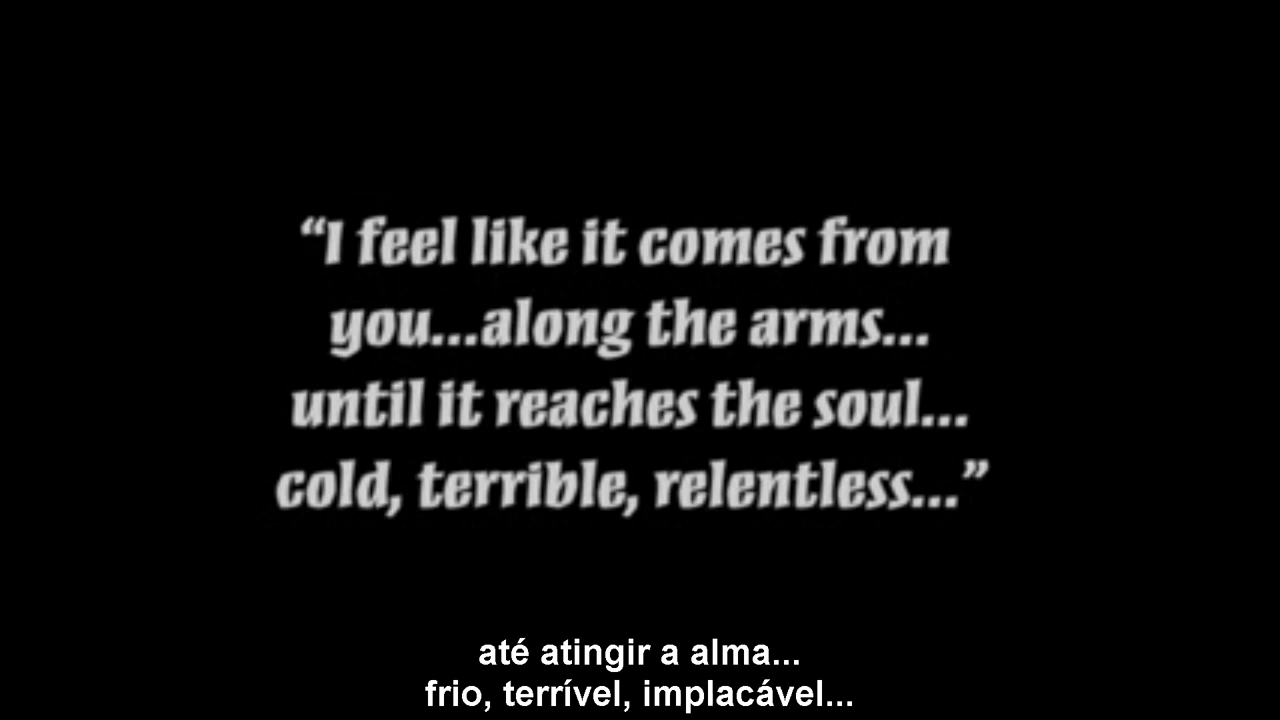 “I feel like it comes from
you...along the arms...
until it reaches the soul...
cold, terrible, relentless...”
até atingir a alma...
frio, terrível, implacável...